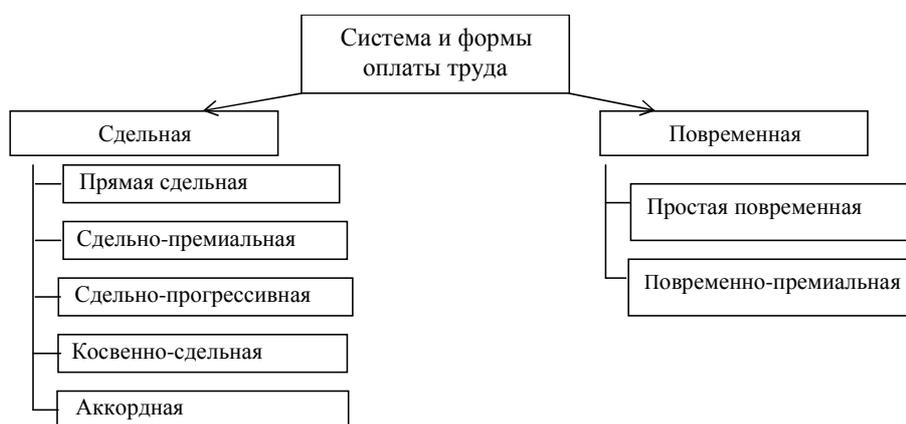 Система и формы
оплаты труда
Сдельная
Повременная
Прямая сдельная
Сдельно-премиальная
Сдельно-прогрессивная
Косвенно-сдельная
Аккордная
Простая повременная
Повременно-премиальная